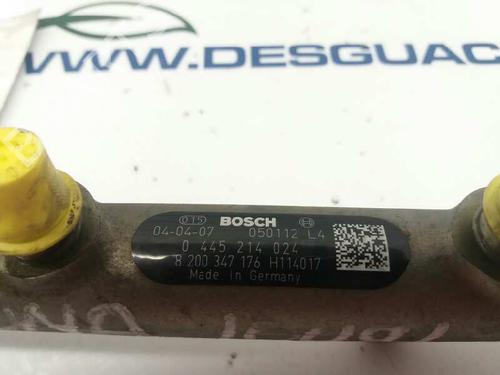 WWW.DESGUAC
015 BOSCH
04-04-07 050112 L4
0 445 214 024
8 200 347 176 H114017
Made in Germany